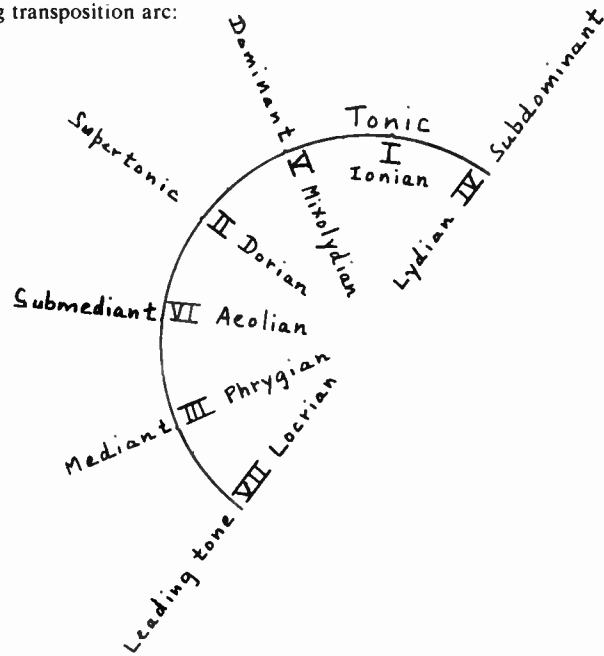 g transposition arc:
Subdominant
IV
Lydian
Tonic
I
Ionian
Dominant
V
Mixolydian
Supertonic
II
Dorian
Submediant
VI
Aeolian
Mediant
III
Phrygian
Leading tone
VII
Locrian